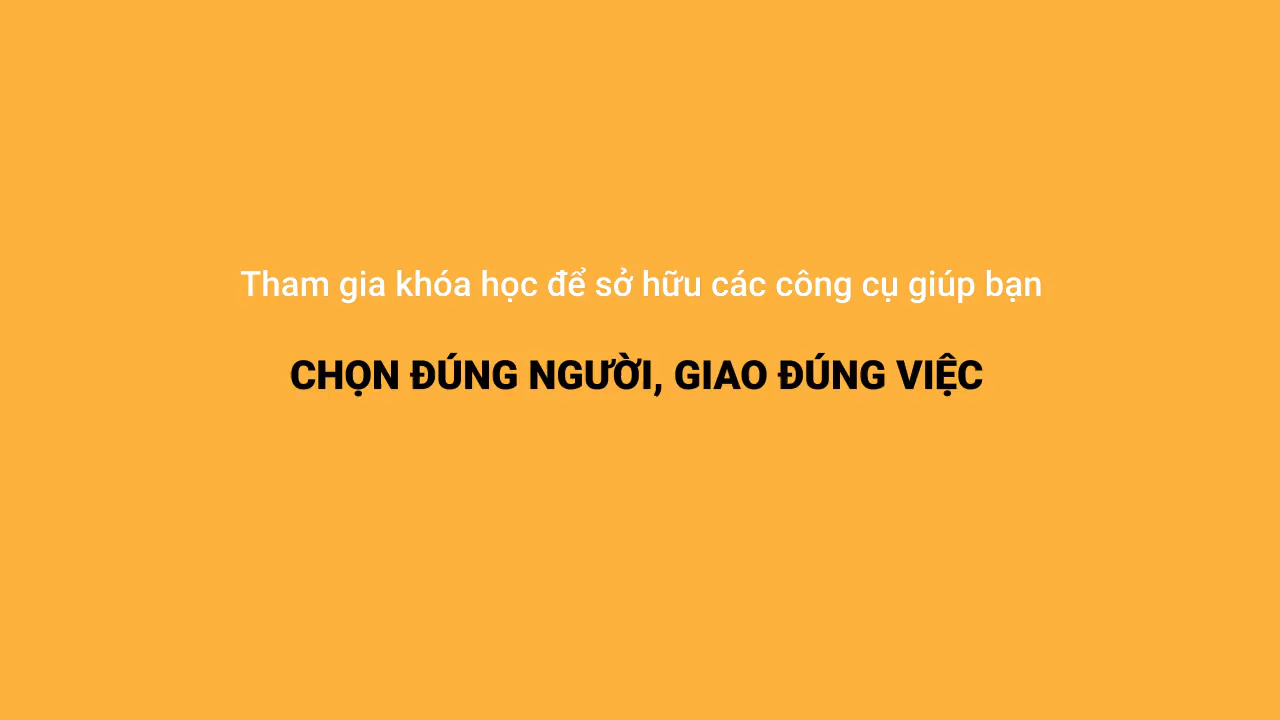 Tham gia khóa học để sở hữu các công cụ giúp bạn
CHỌN ĐÚNG NGƯỜI, GIAO ĐÚNG VIỆC